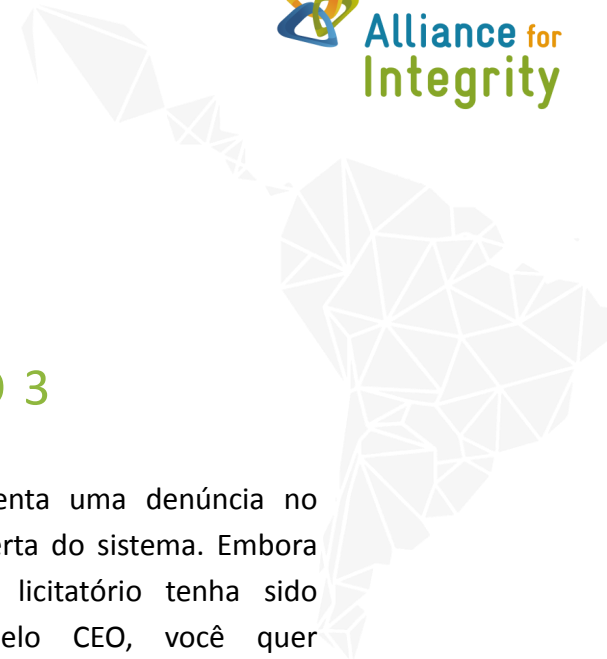 Alliance for
Integrity
O 3
enta uma denúncia no
erta do sistema. Embora
licitatório tenha sido
elo CEO, você quer